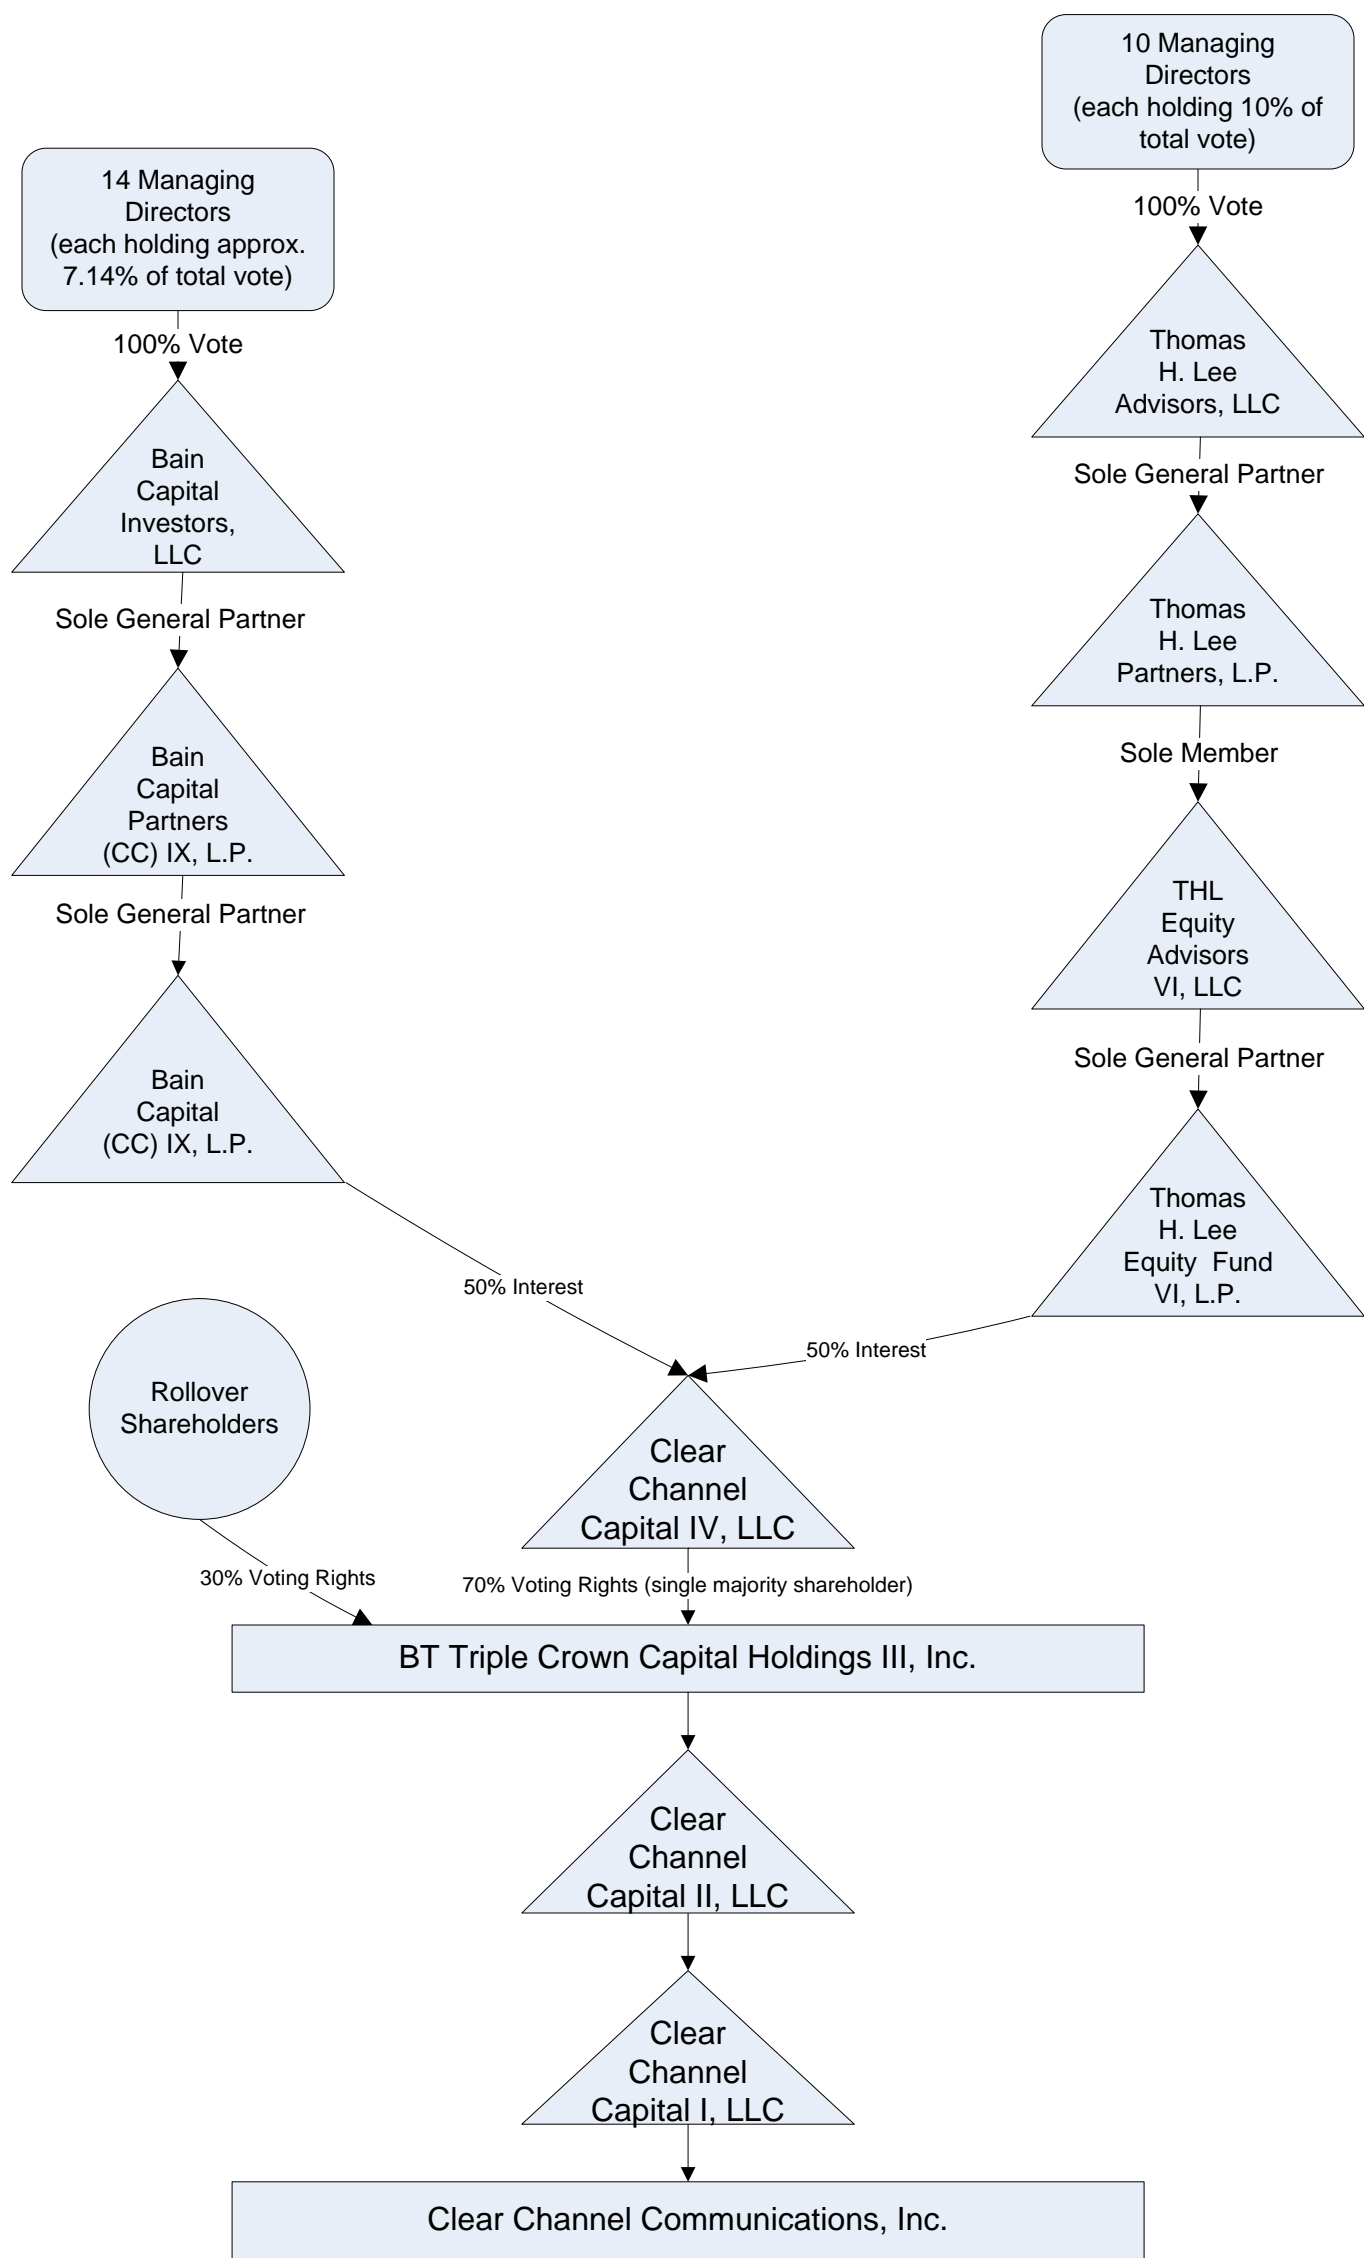 10 Managing
Directors
(each holding 10% of
total vote)
14 Managing
Directors
(each holding approx.
7.14% of total vote)
100% Vote
100% Vote
Thomas
H. Lee
Advisors, LLC
Bain
Capital
Investors,
LLC
Sole General Partner
Sole General Partner
Thomas
H. Lee
Partners, L.P.
Bain
Capital
Partners
(CC) IX, L.P.
Sole Member
Sole General Partner
THL
Equity
Advisors
VI, LLC
Sole General Partner
Bain
Capital
(CC) IX, L.P.
Thomas
H. Lee
Equity  Fund
VI, L.P.
50% Interest
50% Interest
Rollover
Shareholders
Clear
Channel
Capital IV, LLC
30% Voting Rights
70% Voting Rights (single majority shareholder)
BT Triple Crown Capital Holdings III, Inc.
Clear
Channel
Capital II, LLC
Clear
Channel
Capital I, LLC
Clear Channel Communications, Inc.